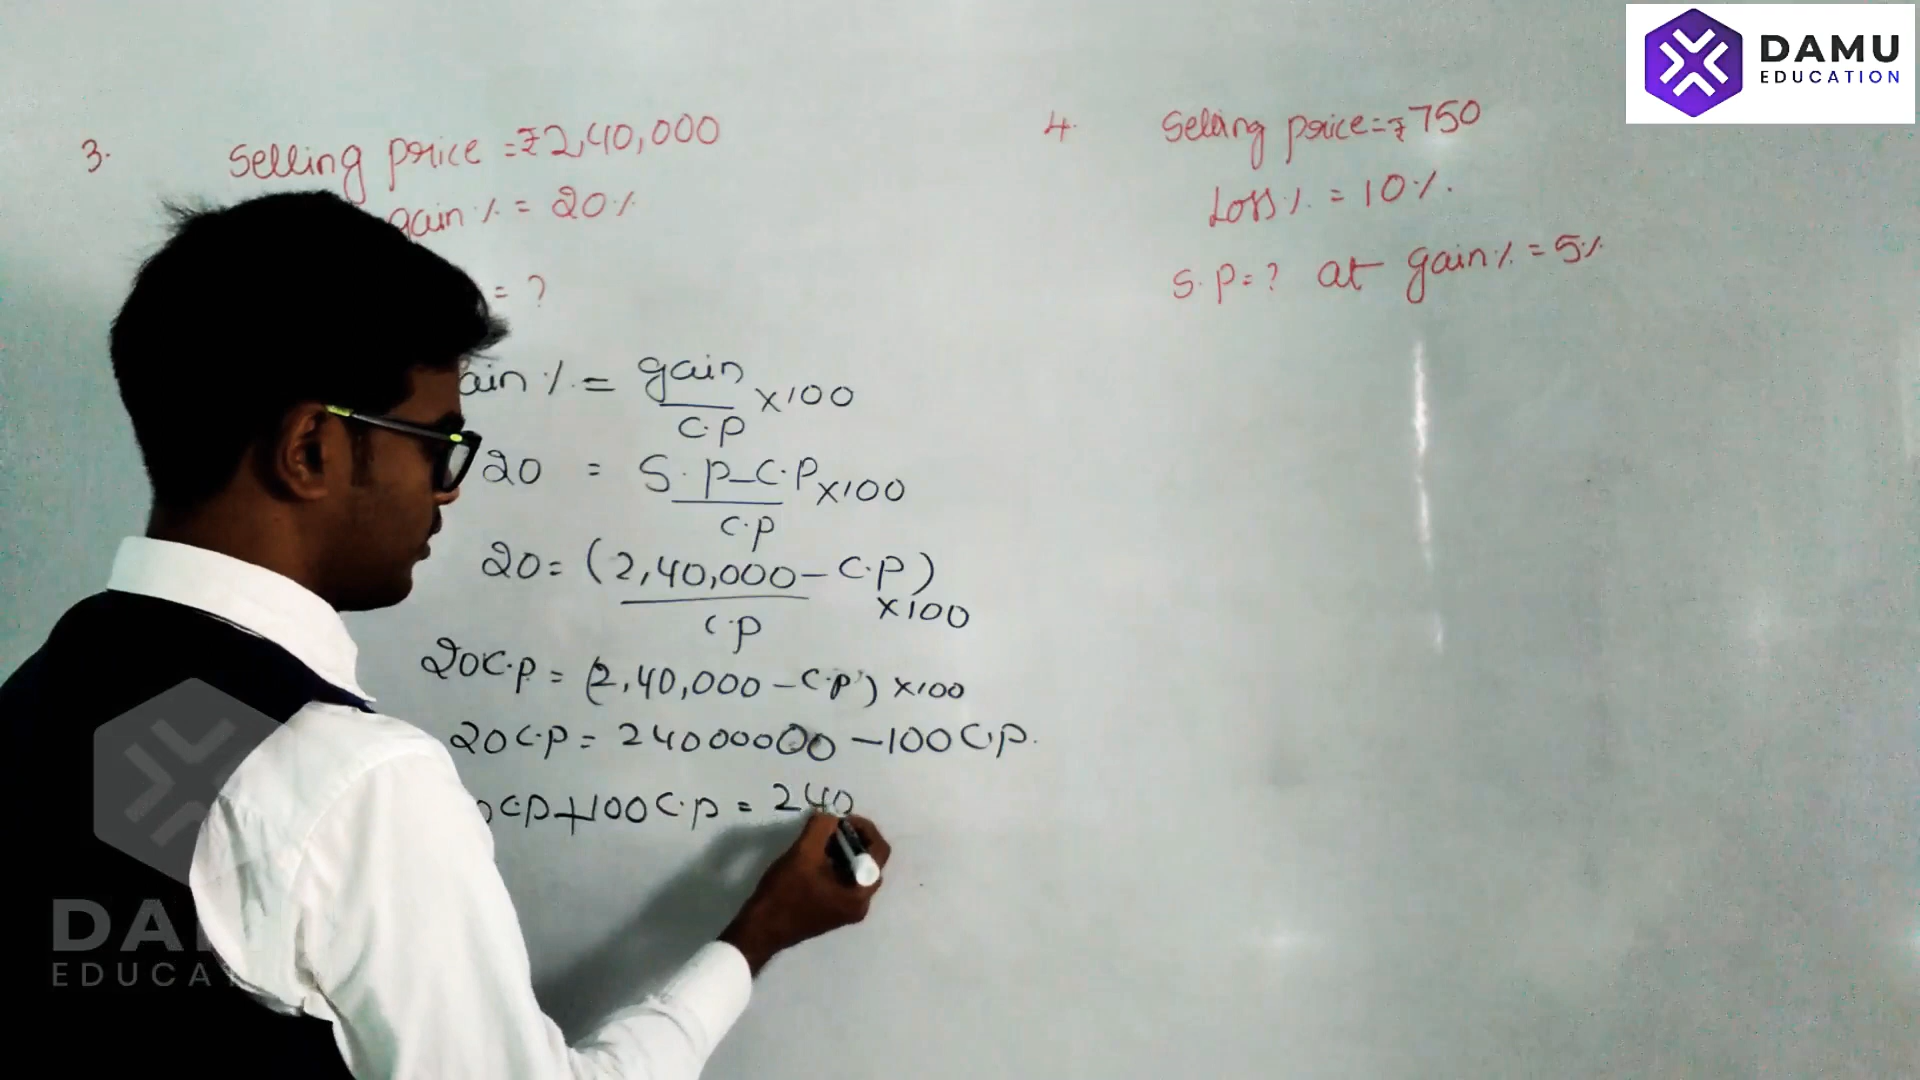 DAMU
EDUCATION
3.
Selling price = ₹2,40,000
gain % = 20%
= ?
ain % = gain/C.P ×100
20 = S.P-C.P/C.P ×100
20 = (2,40,000 - C.P)/C.P ×100
20C.P = (2,40,000 - C.P) ×100
20C.P = 24000000 - 100C.P.
0CP+100C.P = 240
4.
Selling price = ₹750
Loss % = 10%.
S.P = ? at gain % = 5%
DA
EDUCA